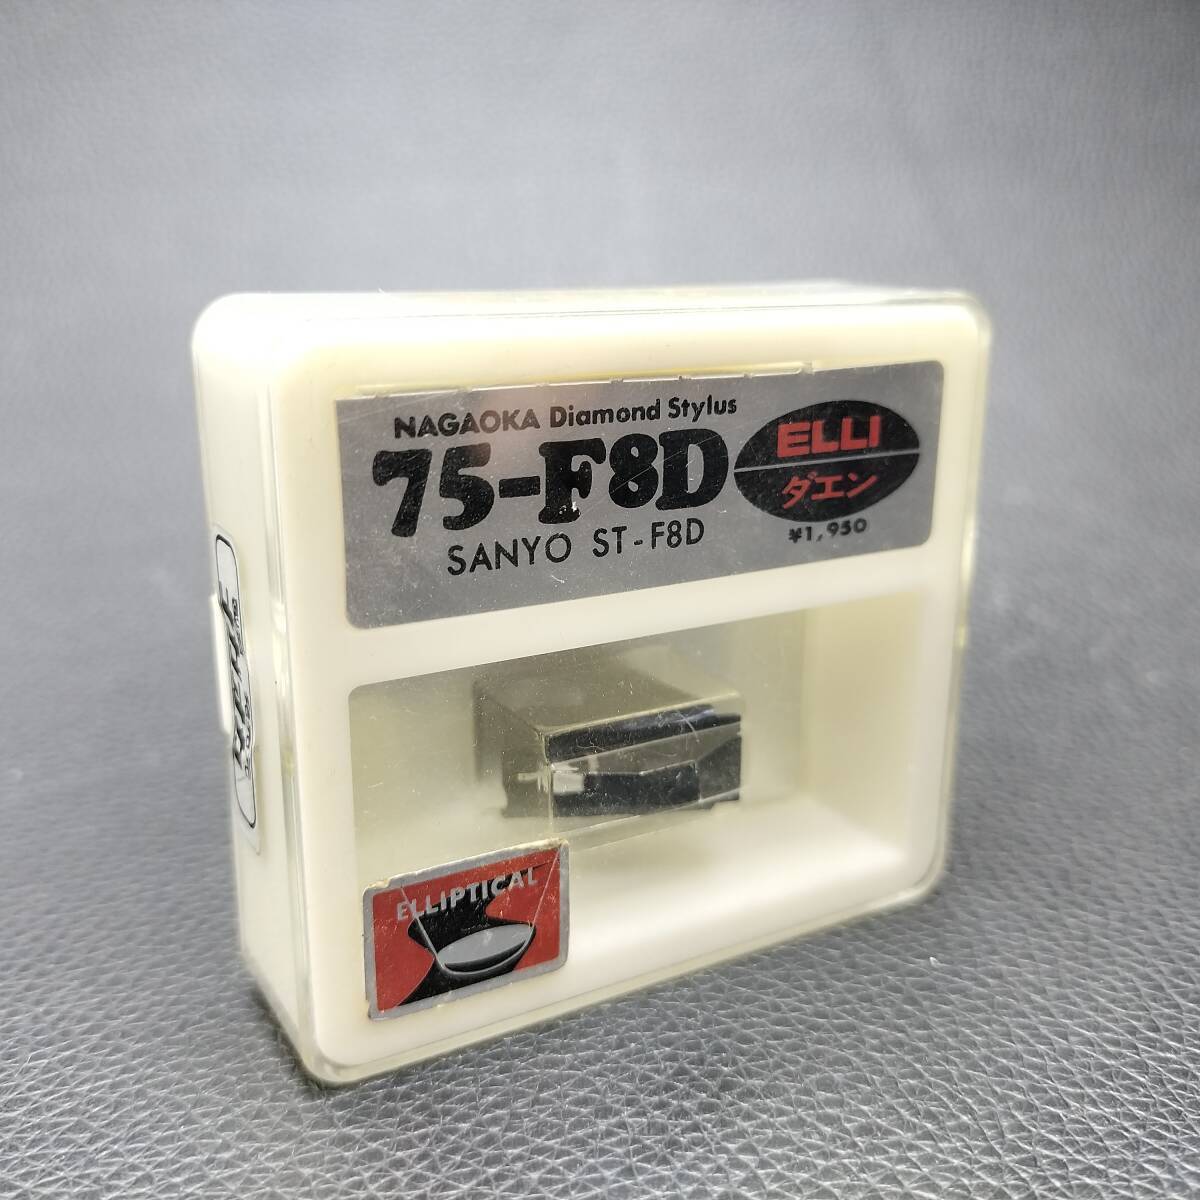 NAGAOKA Diamond Stylus
75-F8D
SANYO ST-F8D
ELLI
ダエン
¥1,950
ELLIPTICAL